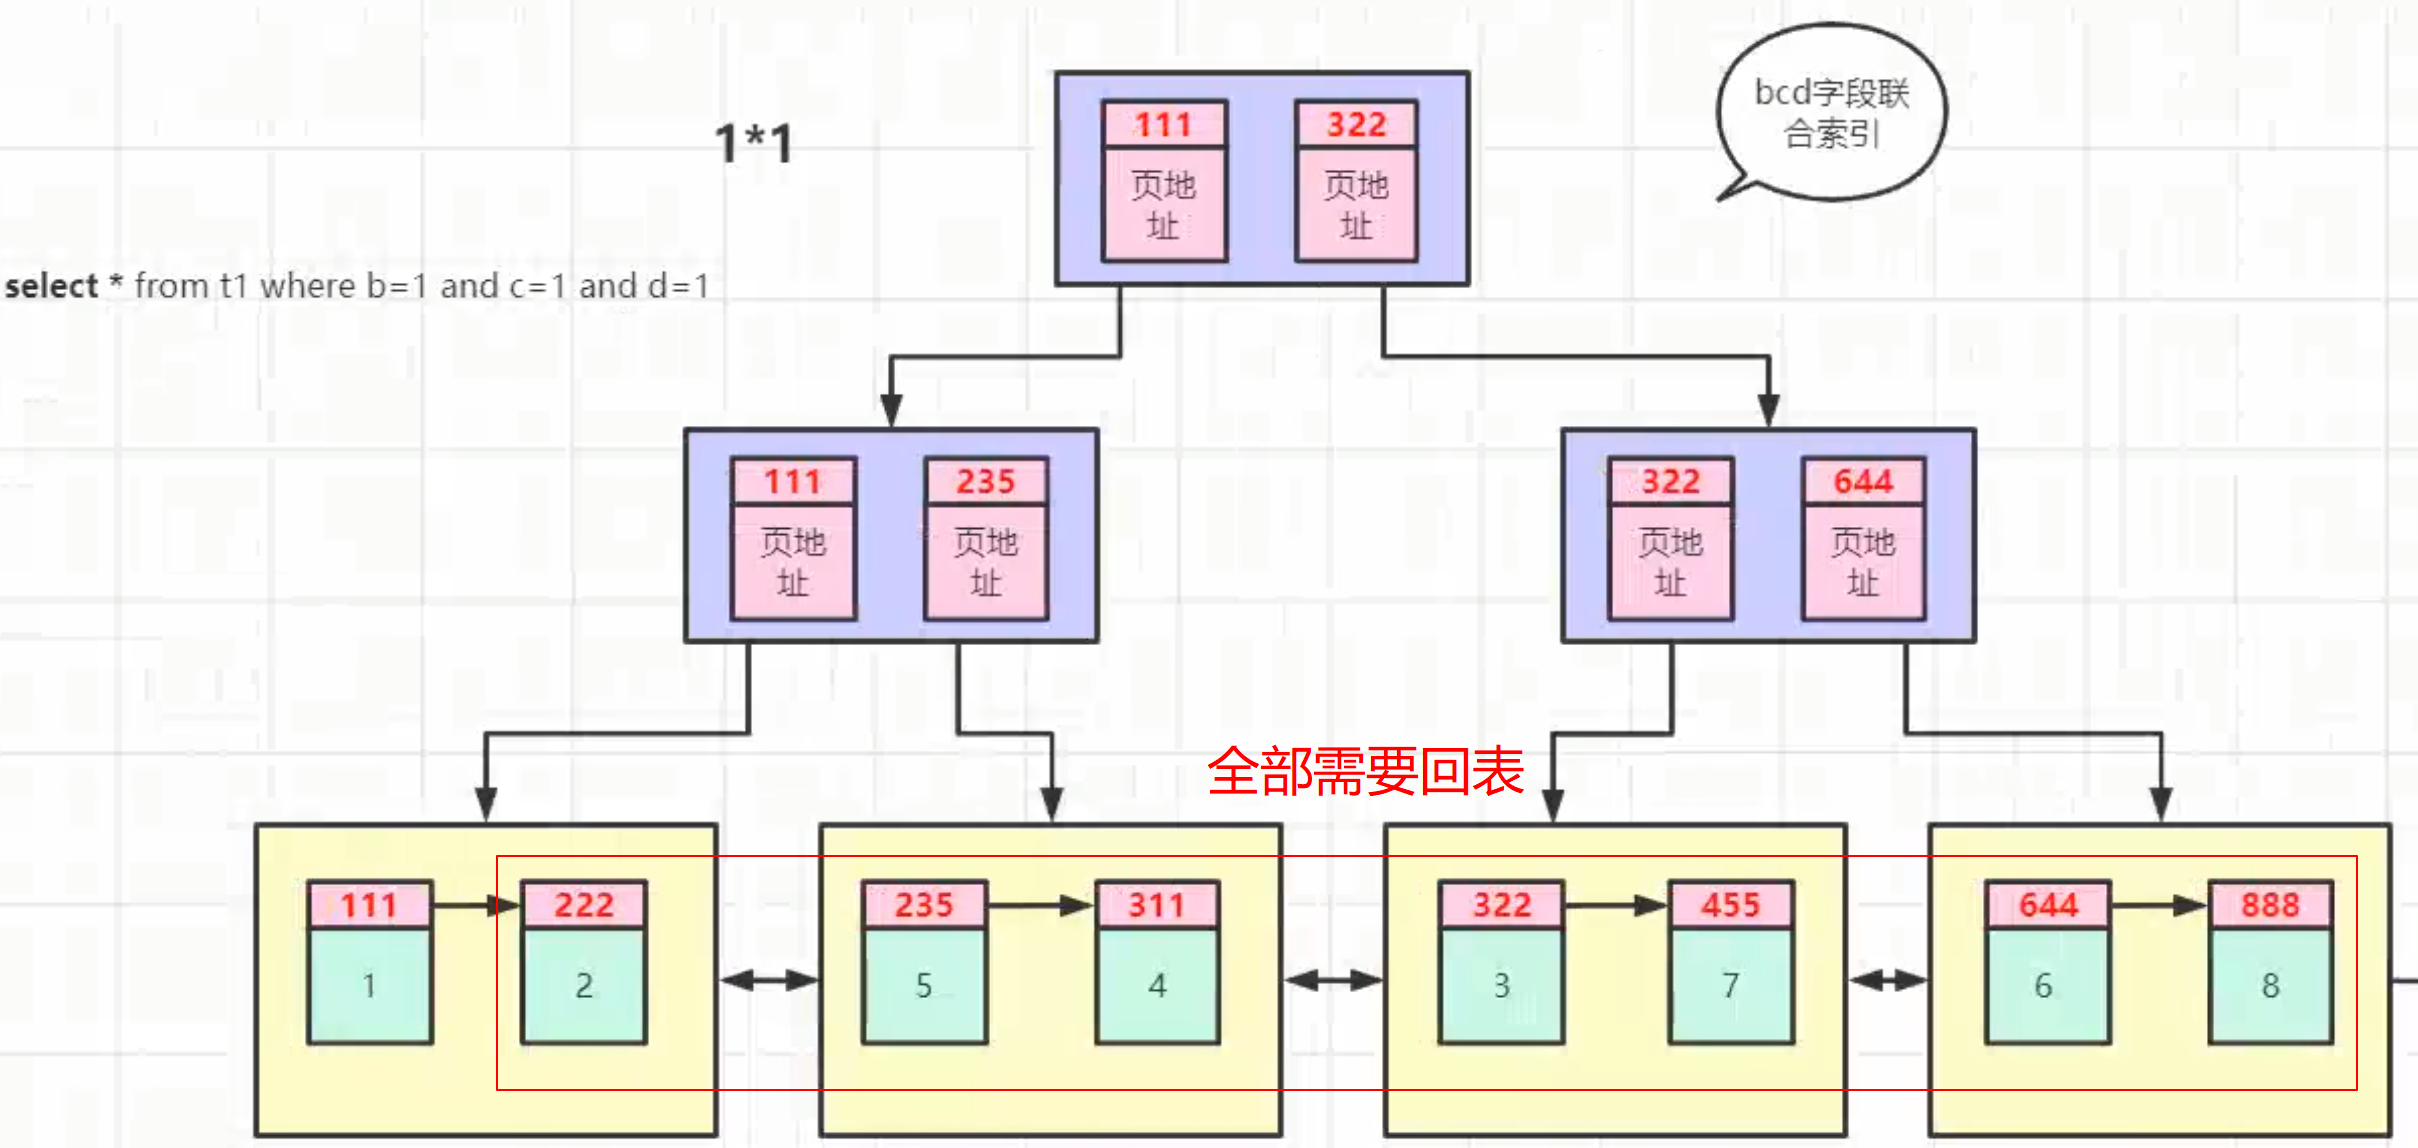 bcd字段联
合索引
1*1
111
322
页地
址
页地
址
select * from t1 where b=1 and c=1 and d=1
111
235
322
644
页地
址
页地
址
页地
址
页地
址
全部需要回表
111
222
235
311
322
455
644
888
1
2
5
4
3
7
6
8